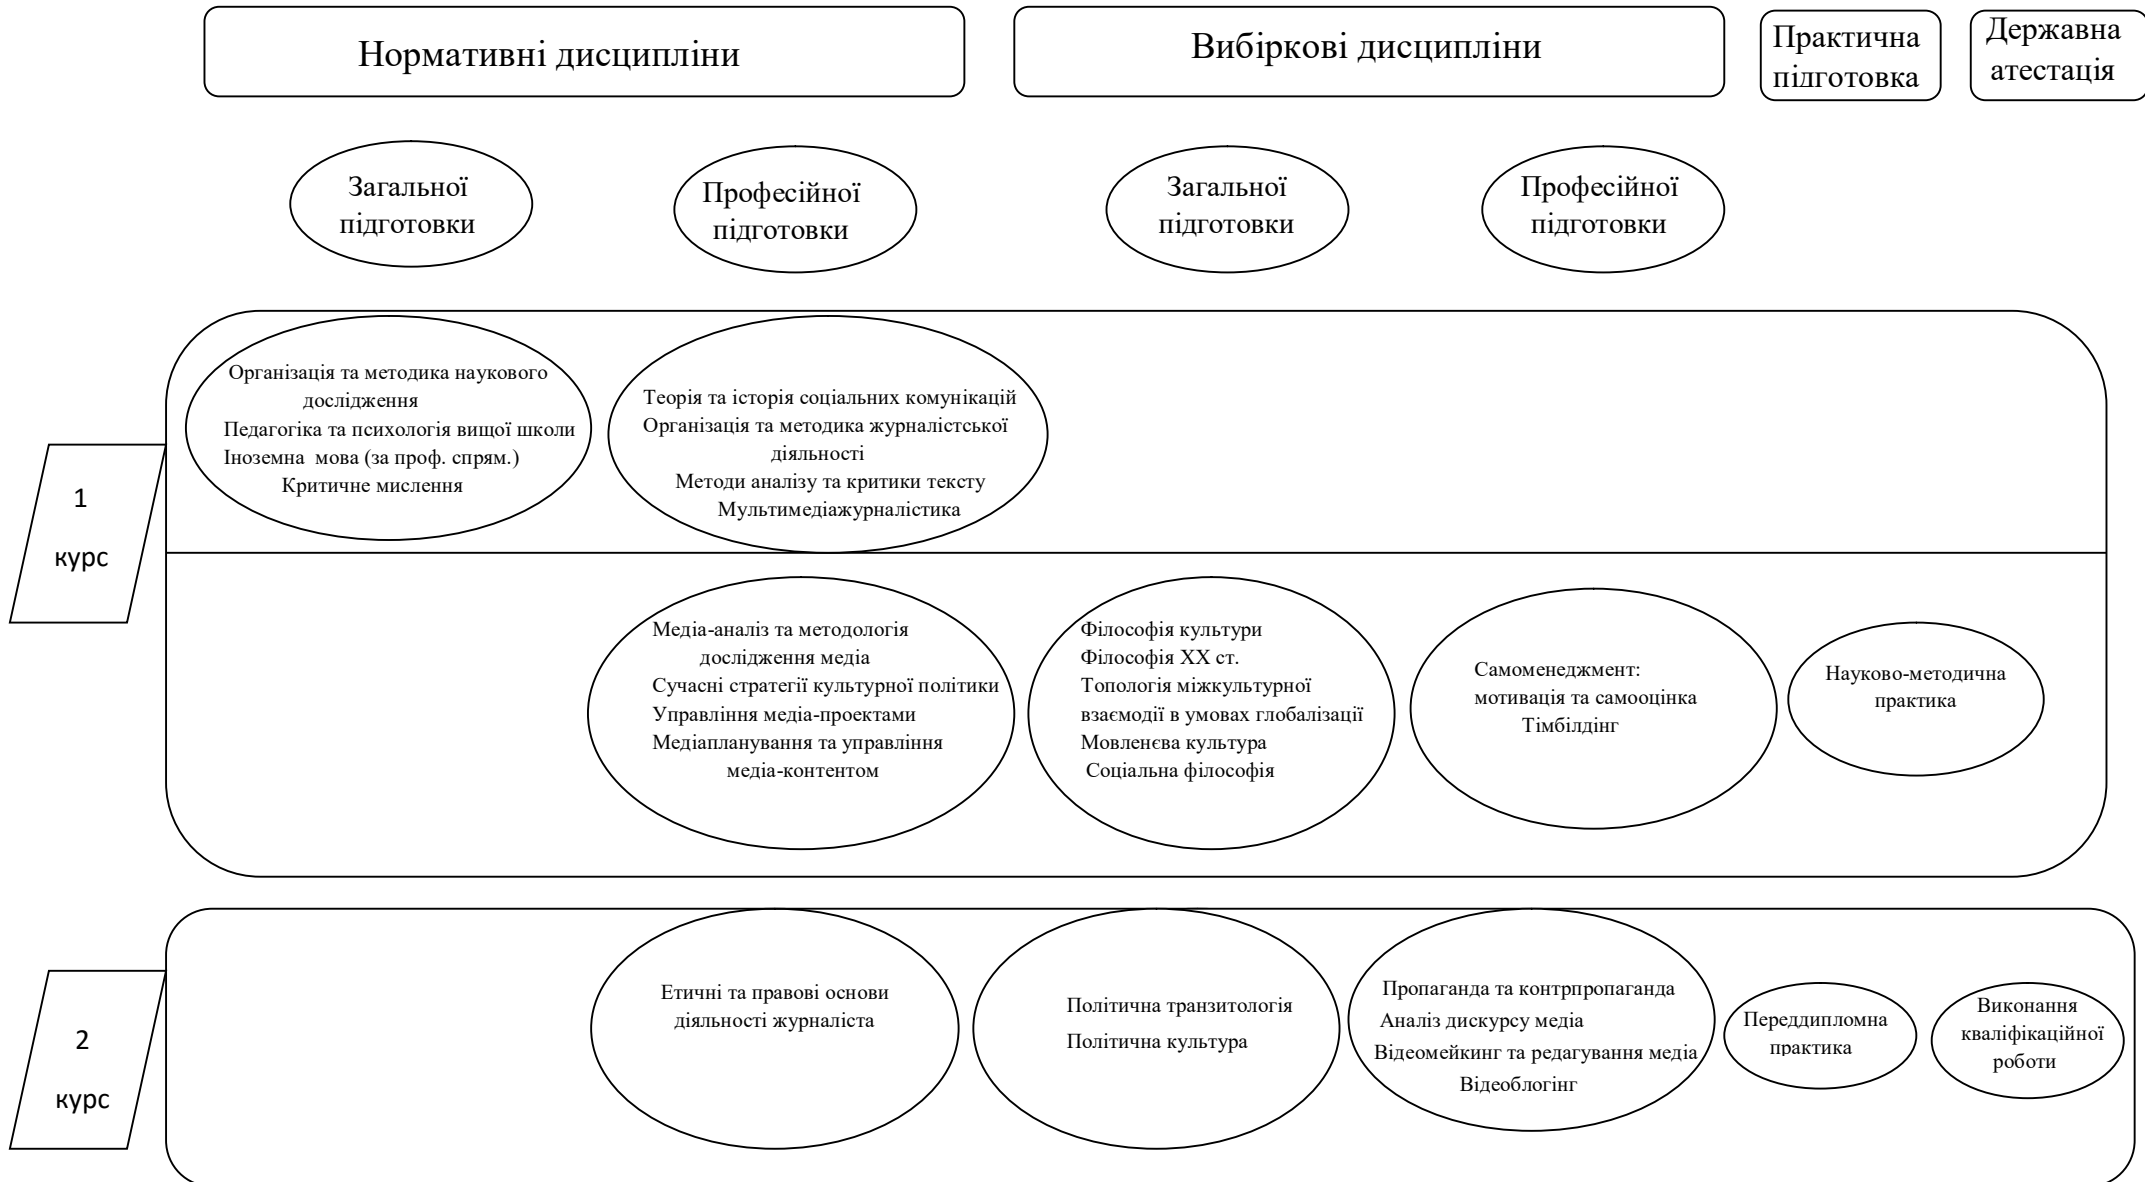 Нормативні дисципліни
Вибіркові дисципліни
Практична
підготовка
Державна
атестація
Загальної
підготовки
Професійної
підготовки
Загальної
підготовки
Професійної
підготовки
1
курс
Організація та методика наукового
дослідження
Педагогіка та психологія вищої школи
Іноземна мова (за проф. спрям.)
Критичне мислення
Теорія та історія соціальних комунікацій
Організація та методика журналістської
діяльності
Методи аналізу та критики тексту
Мультимедіажурналістика
Медіа-аналіз та методологія
дослідження медіа
Сучасні стратегії культурної політики
Управління медіа-проектами
Медіапланування та управління
медіа-контентом
Філософія культури
Філософія ХХ ст.
Топологія міжкультурної
взаємодії в умовах глобалізації
Мовленєва культура
Соціальна філософія
Самоменеджмент:
мотивація та самооцінка
Тімбілдінг
Науково-методична
практика
2
курс
Етичні та правові основи
діяльності журналіста
Політична транзитологія
Політична культура
Пропаганда та контрпропаганда
Аналіз дискурсу медіа
Відеомейкинг та редагування медіа
Відеоблогінг
Переддипломна
практика
Виконання
кваліфікаційної
роботи